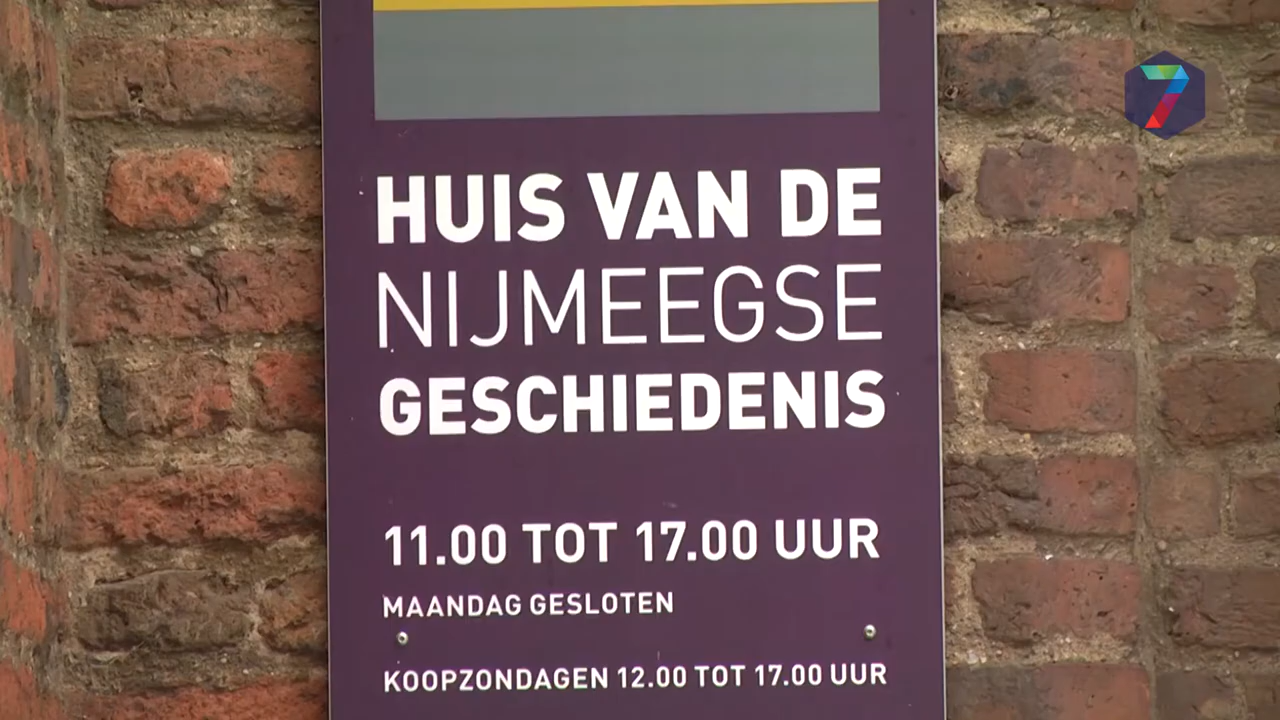 7
HUIS VAN DE
NIJMEEGSE
GESCHIEDENIS
11.00 TOT 17.00 UUR
MAANDAG GESLOTEN
KOOPZONDAGEN 12.00 TOT 17.00 UUR